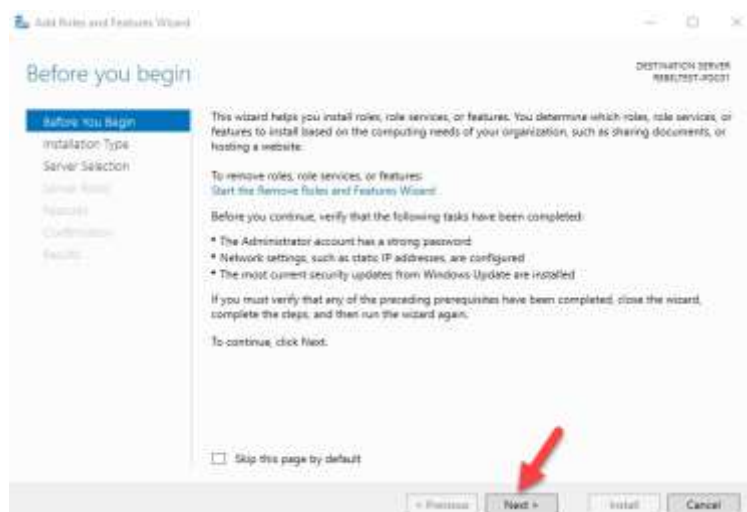 Add Roles and Features Wizard
Before you begin
DESTINATION SERVER
Before You Begin
Installation Type
Server Selection
Server Roles
Features
Confirmation
Results
This wizard helps you install roles, role services, or features. You determine which roles, role services, or
features to install based on the computing needs of your organization, such as sharing documents, or
hosting a website.
To remove roles, role services, or features:
Start the Remove Roles and Features Wizard
Before you continue, verify that the following tasks have been completed:
• The Administrator account has a strong password
• Network settings, such as static IP addresses, are configured
• The most current security updates from Windows Update are installed
If you must verify that any of the preceding prerequisites have been completed, close the wizard,
complete the steps, and then run the wizard again.
To continue, click Next.
Skip this page by default
< Previous
Next >
Install
Cancel